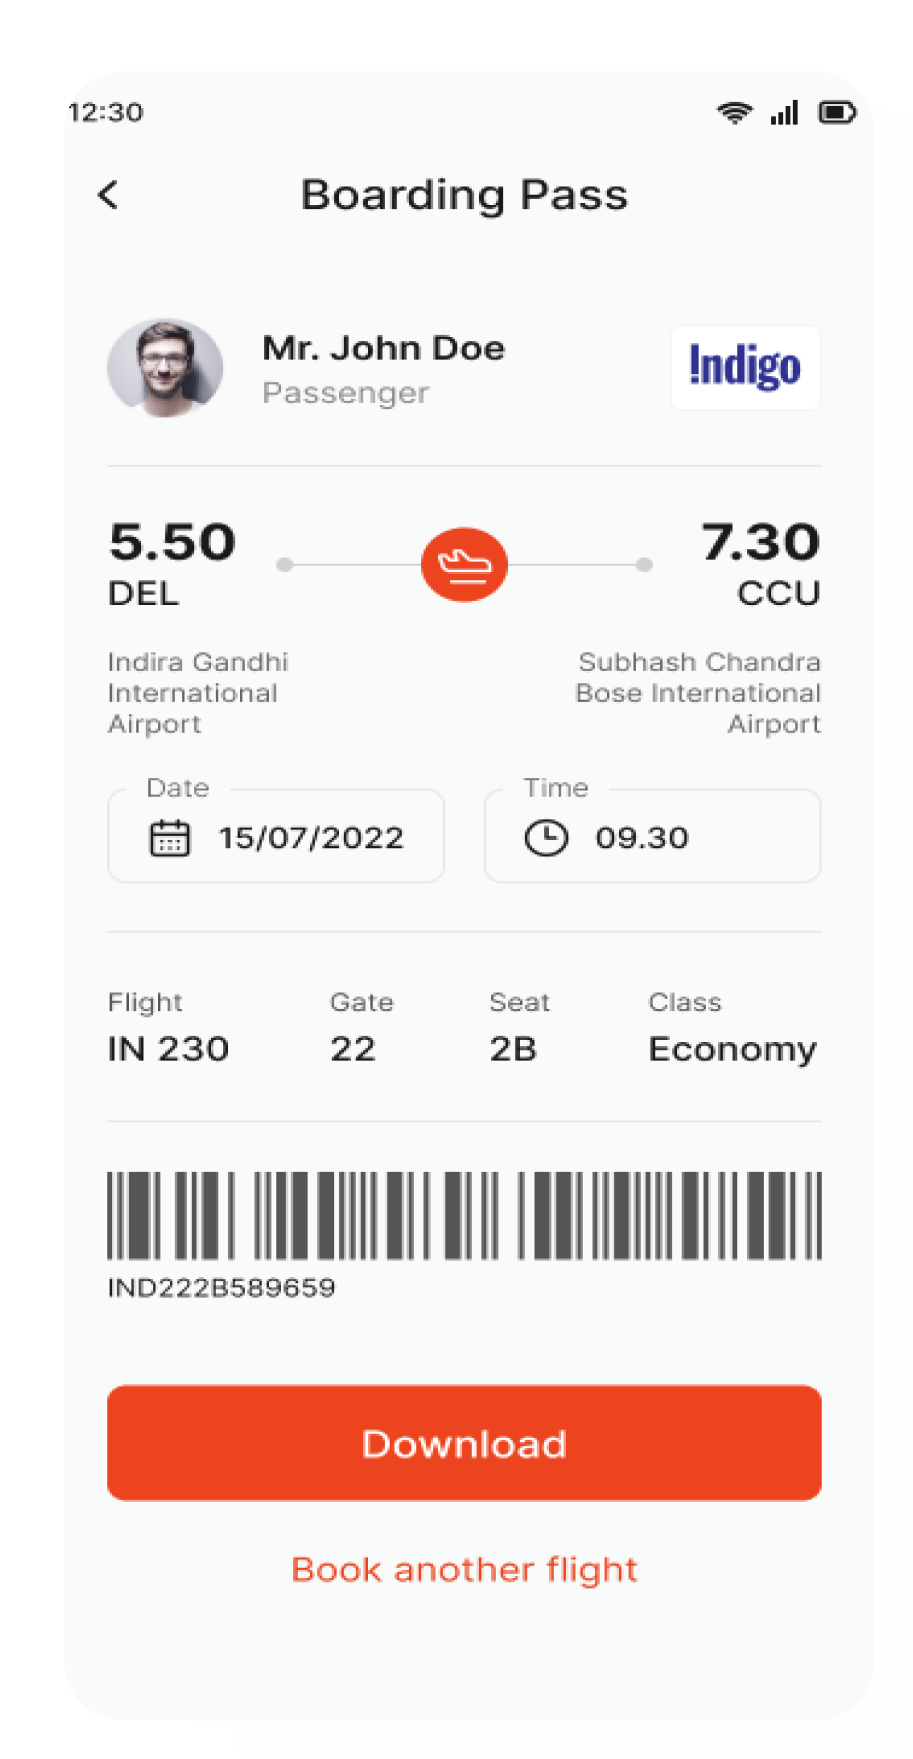 12:30
Boarding Pass
Mr. John Doe
Passenger
Indigo
5.50
7.30
DEL
CCU
Indira Gandhi
International
Airport
Subhash Chandra
Bose International
Airport
Date
15/07/2022
Time
09.30
Flight
Gate
Seat
Class
IN 230
22
2B
Economy
IND222B589659
Download
Book another flight